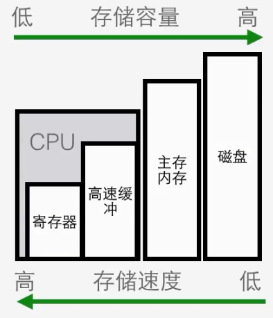 低 存储容量 高
CPU
寄存器
高速缓
冲
主存
内存
磁盘
高 存储速度 低